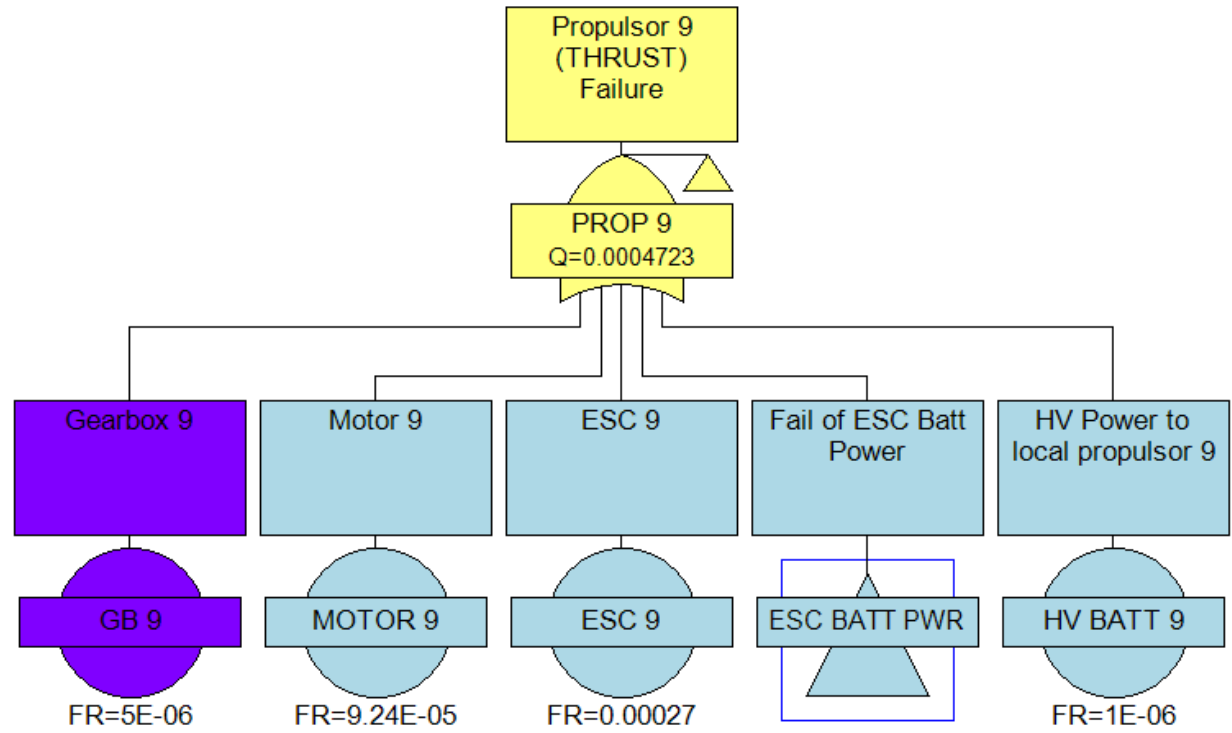 Propulsor 9
(THRUST)
Failure
PROP 9
Q=0.0004723
Gearbox 9
Motor 9
ESC 9
Fail of ESC Batt
Power
HV Power to
local propulsor 9
GB 9
MOTOR 9
ESC 9
ESC BATT PWR
HV BATT 9
FR=5E-06
FR=9.24E-05
FR=0.00027
FR=1E-06